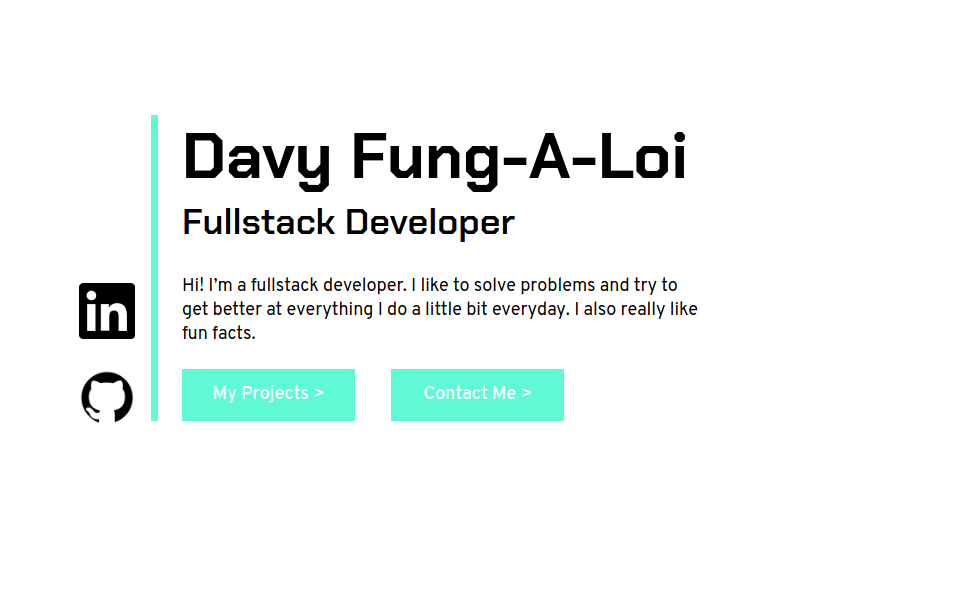 Davy Fung-A-Loi
Fullstack Developer
Hi! I’m a fullstack developer. I like to solve problems and try to
get better at everything I do a little bit everyday. I also really like
fun facts.
in
My Projects >
Contact Me >